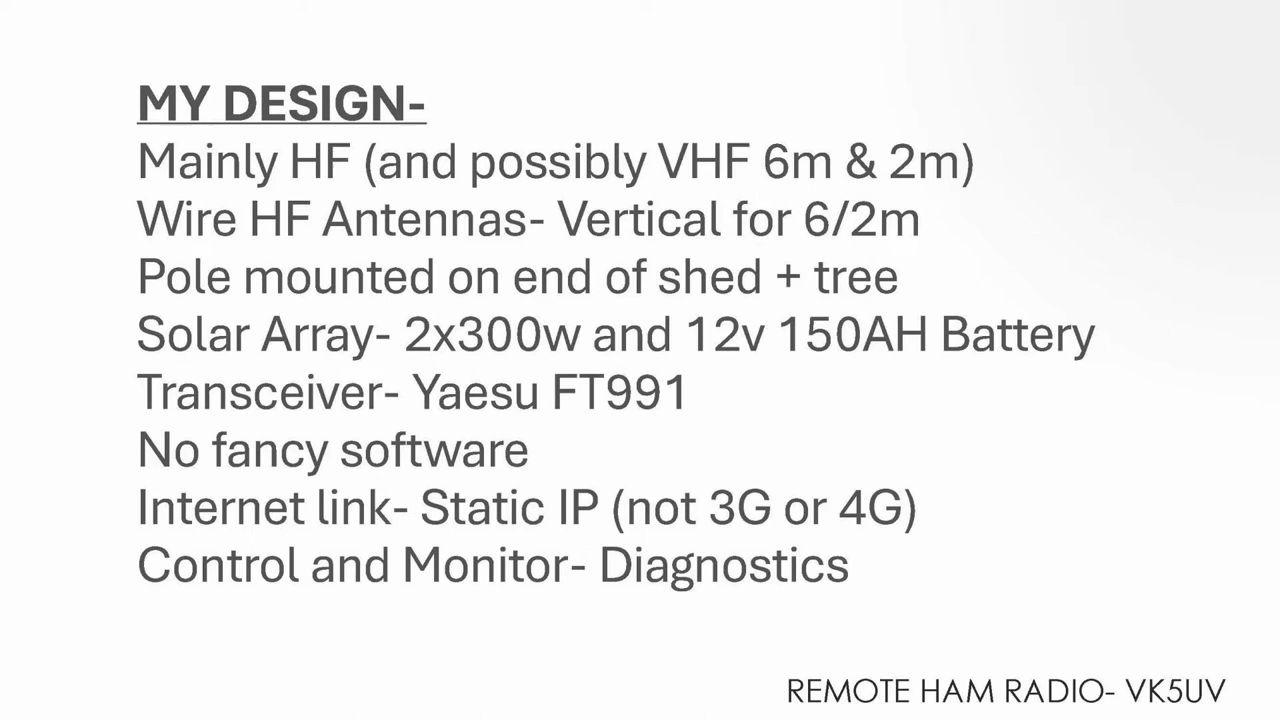 MY DESIGN-
Mainly HF (and possibly VHF 6m & 2m)
Wire HF Antennas- Vertical for 6/2m
Pole mounted on end of shed + tree
Solar Array- 2x300w and 12v 150AH Battery
Transceiver- Yaesu FT991
No fancy software
Internet link- Static IP (not 3G or 4G)
Control and Monitor- Diagnostics
REMOTE HAM RADIO- VK5UV